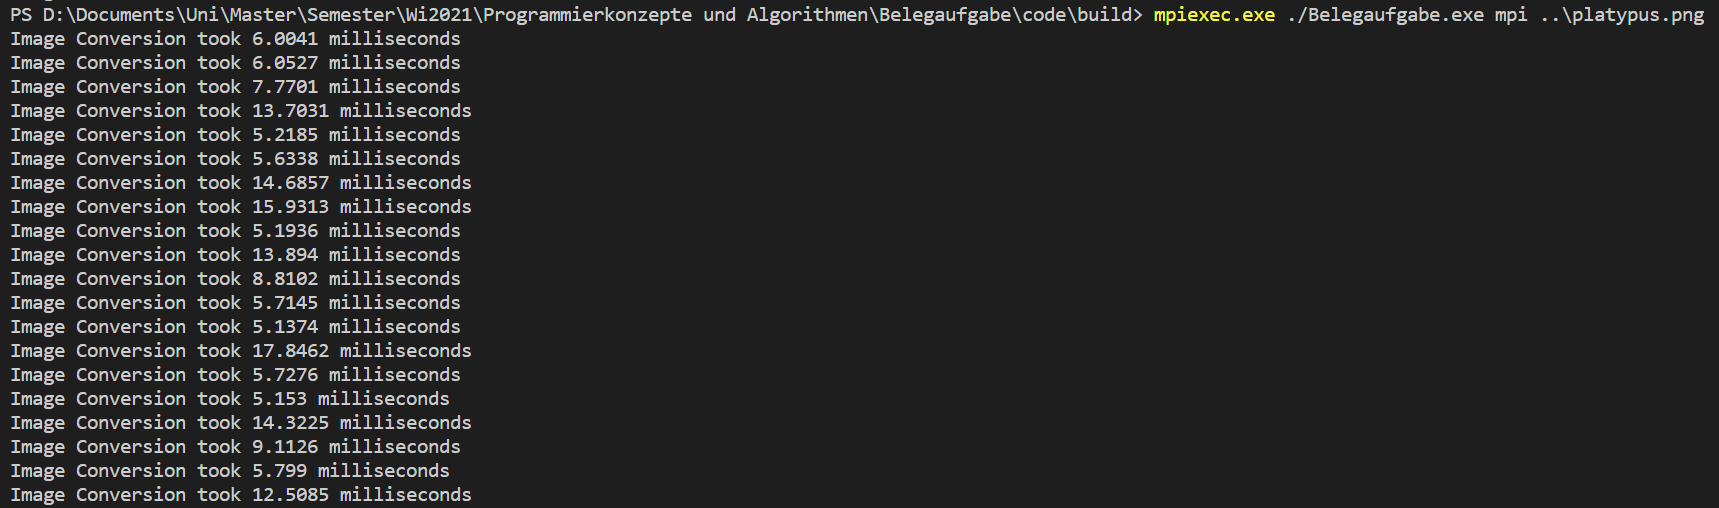 PS D:\Documents\Uni\Master\Semester\Wi2021\Programmierkonzepte und Algorithmen\Belegaufgabe\code\build> mpiexec.exe ./Belegaufgabe.exe mpi ..\platypus.png
Image Conversion took 6.0041 milliseconds
Image Conversion took 6.0527 milliseconds
Image Conversion took 7.7701 milliseconds
Image Conversion took 13.7031 milliseconds
Image Conversion took 5.2185 milliseconds
Image Conversion took 5.6338 milliseconds
Image Conversion took 14.6857 milliseconds
Image Conversion took 15.9313 milliseconds
Image Conversion took 5.1936 milliseconds
Image Conversion took 13.894 milliseconds
Image Conversion took 8.8102 milliseconds
Image Conversion took 5.7145 milliseconds
Image Conversion took 5.1374 milliseconds
Image Conversion took 17.8462 milliseconds
Image Conversion took 5.7276 milliseconds
Image Conversion took 5.153 milliseconds
Image Conversion took 14.3225 milliseconds
Image Conversion took 9.1126 milliseconds
Image Conversion took 5.799 milliseconds
Image Conversion took 12.5085 milliseconds